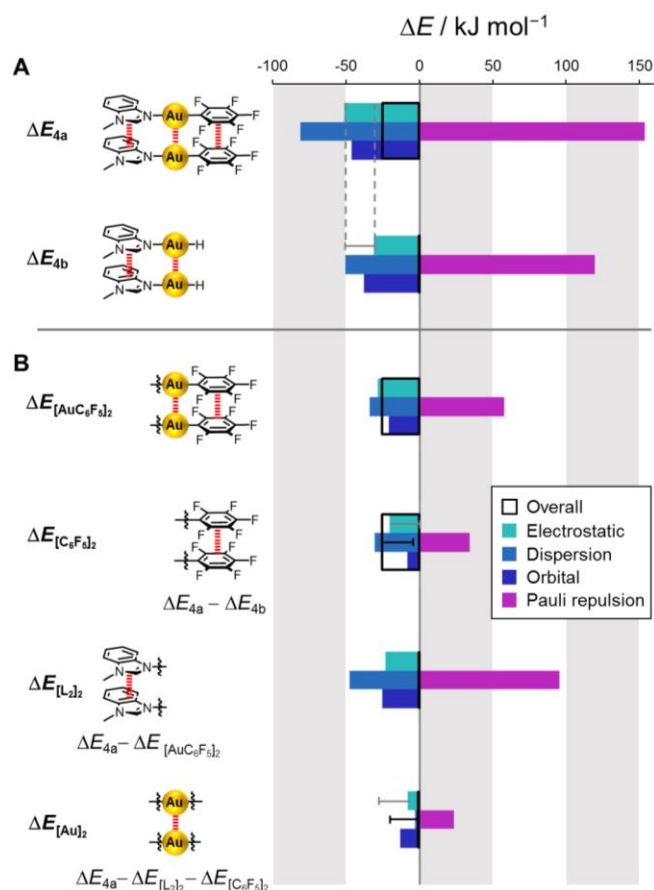 ΔE / kJ mol⁻¹
-100 -50 0 50 100 150
A
ΔE₄ₐ
N N Au F F F F F
N N Au F F F F F
ΔE₄b
N N Au H
N N Au H
B
ΔE[AuC₆F₅]₂
Au F F F F F
Au F F F F F
Overall
Electrostatic
Dispersion
Orbital
Pauli repulsion
ΔE[C₆F₅]₂
F F F F F
F F F F F
ΔE₄ₐ – ΔE₄b
ΔE[L₂]₂
N N
N N
ΔE₄ₐ – ΔE[AuC₆F₅]₂
ΔE[Au]₂
Au
Au
ΔE₄ₐ – ΔE[L₂]₂ – ΔE[C₆F₅]₂